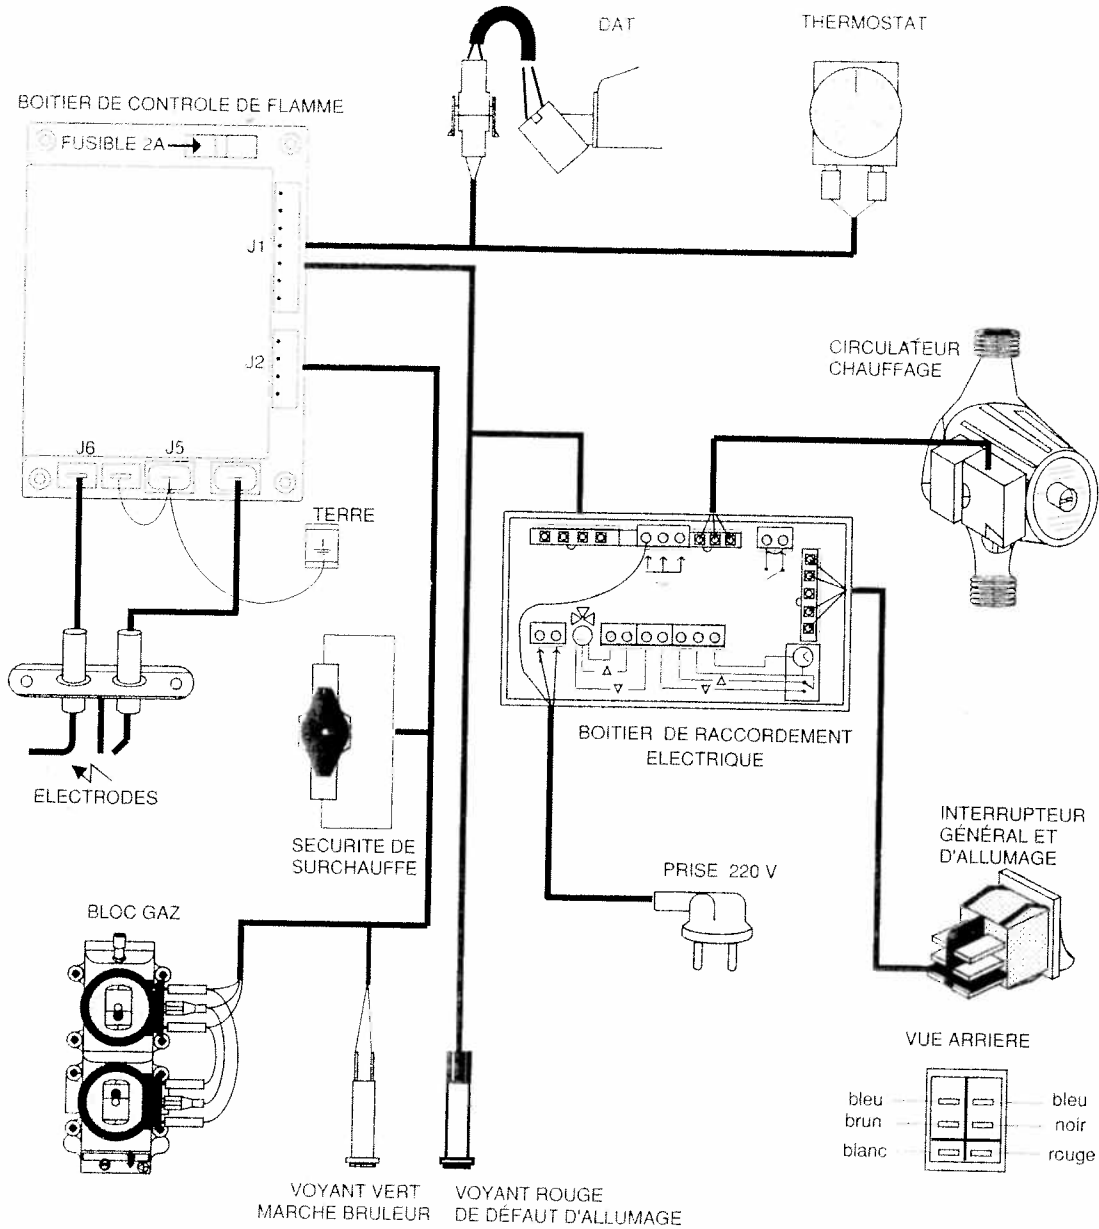 DAT
THERMOSTAT
BOITIER DE CONTROLE DE FLAMME
FUSIBLE 2A
J1
J2
J6
J5
TERRE
CIRCULATEUR
CHAUFFAGE
ELECTRODES
BOITIER DE RACCORDEMENT
ELECTRIQUE
SECURITE DE
SURCHAUFFE
PRISE 220 V
INTERRUPTEUR
GÉNÉRAL ET
D'ALLUMAGE
BLOC GAZ
VUE ARRIERE
bleu
bleu
brun
noir
blanc
rouge
VOYANT VERT
MARCHE BRULEUR
VOYANT ROUGE
DE DÉFAUT D'ALLUMAGE